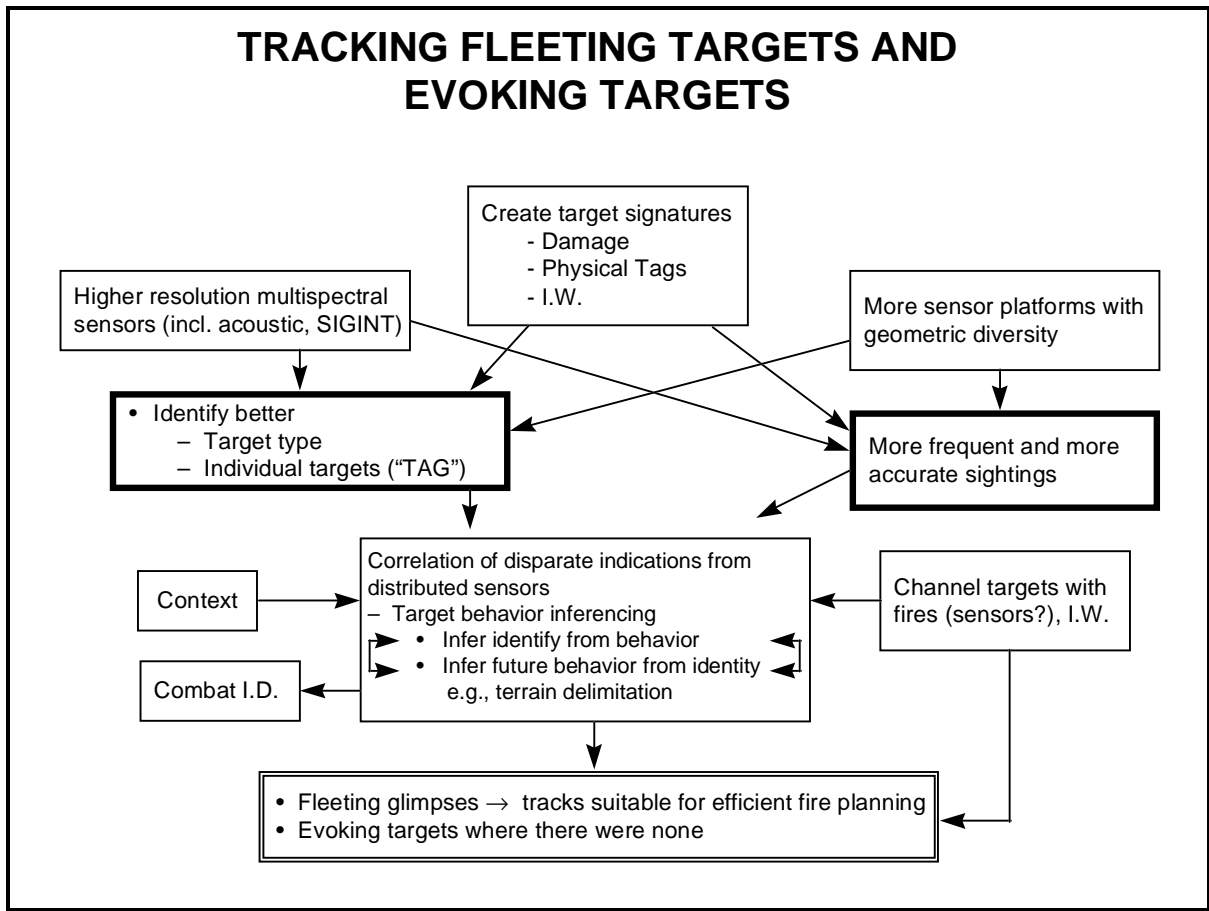 TRACKING FLEETING TARGETS AND
EVOKING TARGETS
Create target signatures
- Damage
- Physical Tags
- I.W.
Higher resolution multispectral
sensors (incl. acoustic, SIGINT)
More sensor platforms with
geometric diversity
• Identify better
– Target type
– Individual targets (“TAG”)
More frequent and more
accurate sightings
Correlation of disparate indications from
distributed sensors
– Target behavior inferencing
• Infer identify from behavior
• Infer future behavior from identity
e.g., terrain delimitation
Context
Channel targets with
fires (sensors?), I.W.
Combat I.D.
• Fleeting glimpses → tracks suitable for efficient fire planning
• Evoking targets where there were none